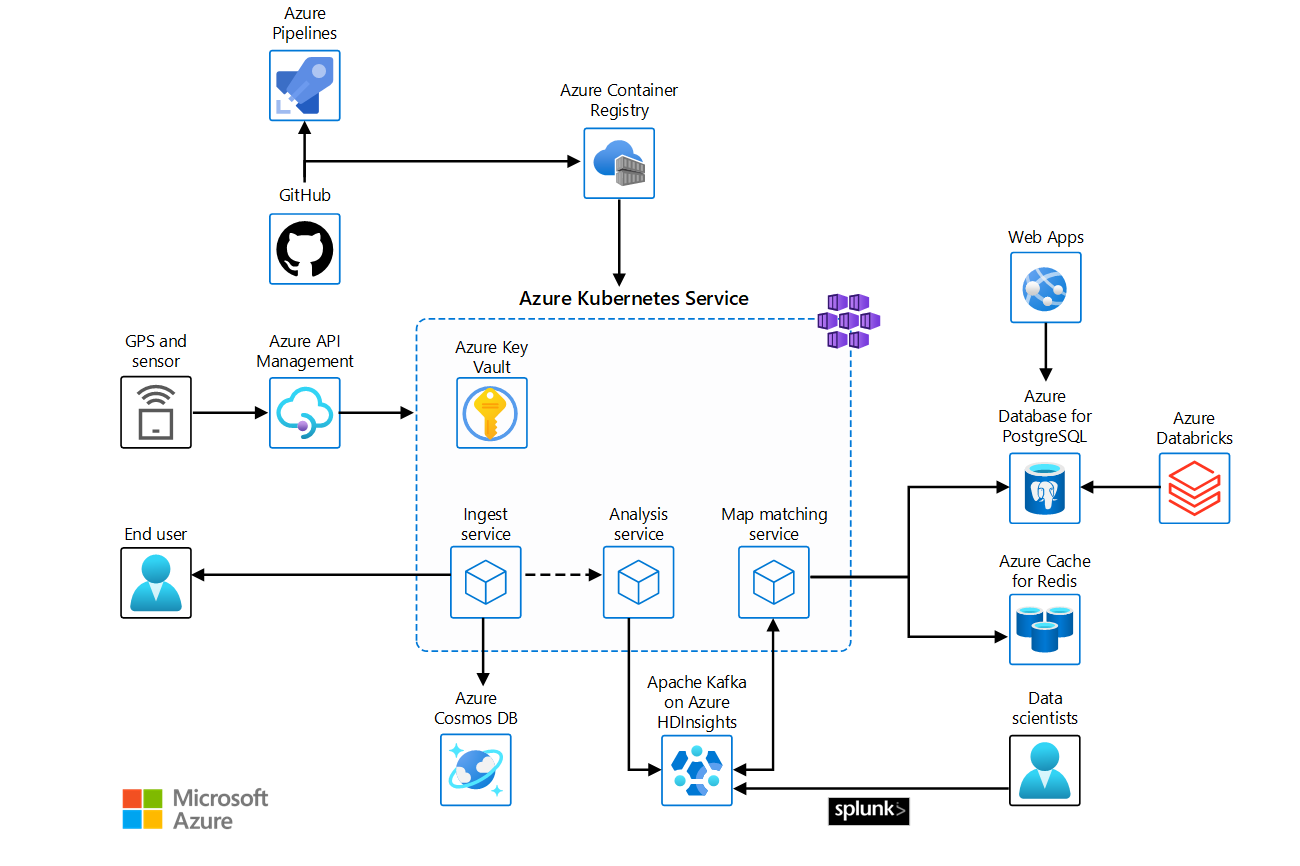 Azure
Pipelines
Azure Container
Registry
GitHub
Web Apps
Azure Kubernetes Service
GPS and
sensor
Azure API
Management
Azure Key
Vault
Azure
Database for
PostgreSQL
Azure
Databricks
End user
Ingest
service
Analysis
service
Map matching
service
Azure Cache
for Redis
Azure
Cosmos DB
Apache Kafka
on Azure
HDInsights
Data
scientists
Microsoft
Azure
splunk>